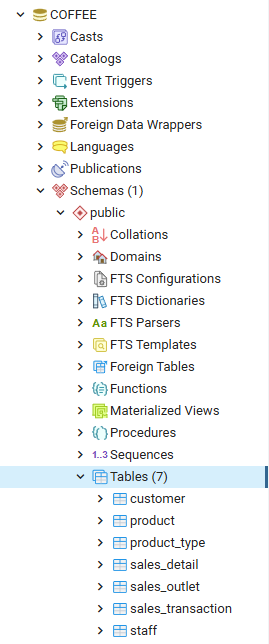 COFFEE
Casts
Catalogs
Event Triggers
Extensions
Foreign Data Wrappers
Languages
Publications
Schemas (1)
public
Collations
Domains
FTS Configurations
FTS Dictionaries
FTS Parsers
FTS Templates
Foreign Tables
Functions
Materialized Views
Procedures
1..3 Sequences
Tables (7)
customer
product
product_type
sales_detail
sales_outlet
sales_transaction
staff